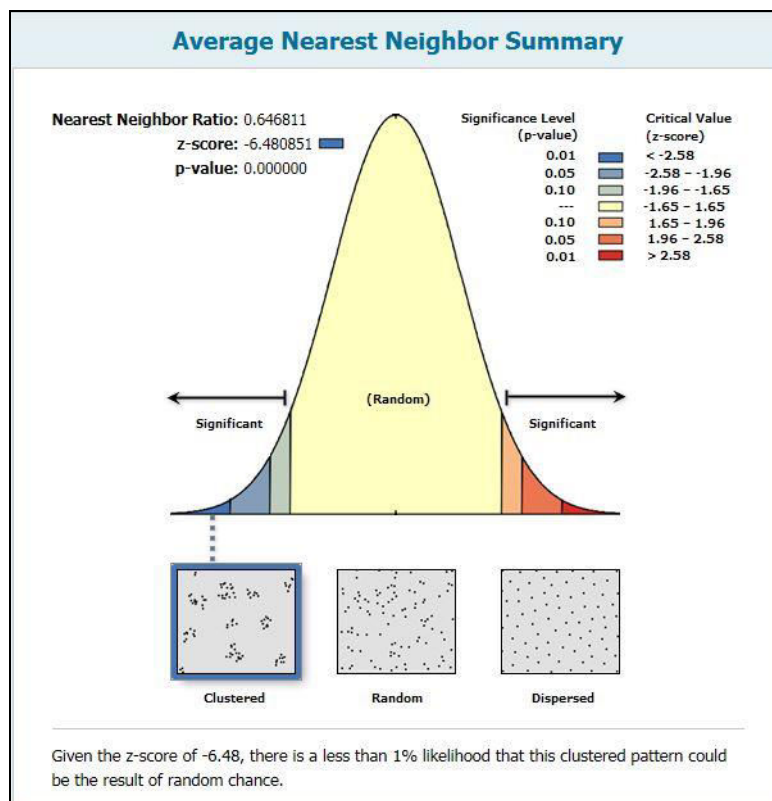 Average Nearest Neighbor Summary
Nearest Neighbor Ratio: 0.646811
z-score: -6.480851
p-value: 0.000000
Significance Level Critical Value
(p-value) (z-score)
0.01 < -2.58
0.05 -2.58 – -1.96
0.10 -1.96 – -1.65
--- -1.65 – 1.65
0.10 1.65 – 1.96
0.05 1.96 – 2.58
0.01 > 2.58
(Random)
Significant Significant
Clustered Random Dispersed
Given the z-score of -6.48, there is a less than 1% likelihood that this clustered pattern could
be the result of random chance.